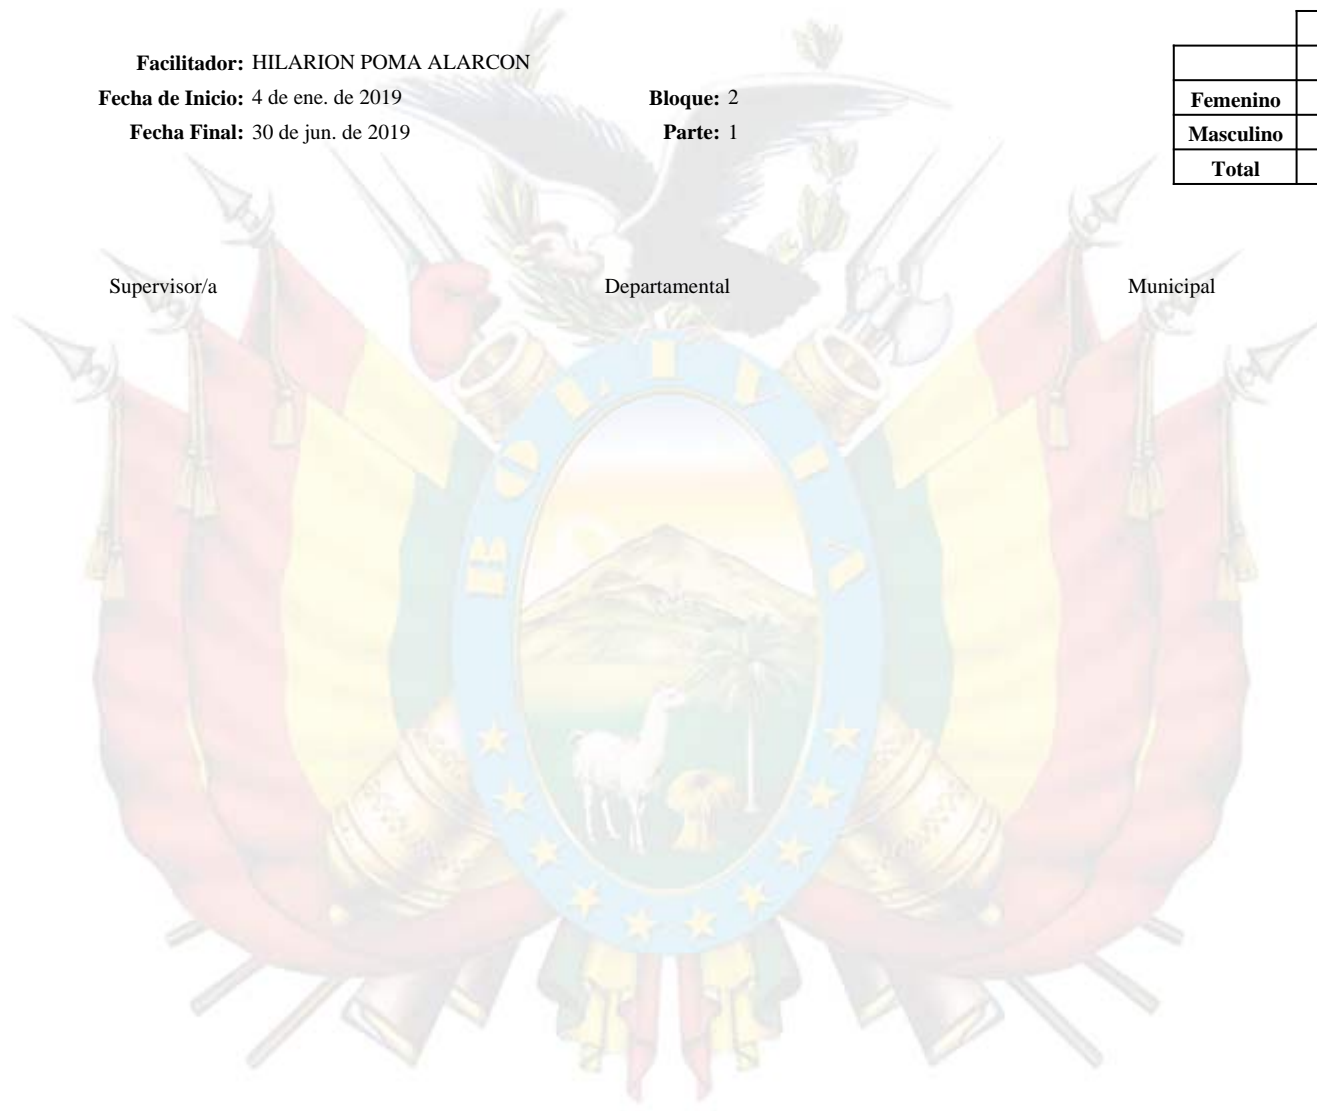 Facilitador: HILARION POMA ALARCON
Fecha de Inicio: 4 de ene. de 2019 Bloque: 2
Fecha Final: 30 de jun. de 2019 Parte: 1
Femenino
Masculino
Total
Supervisor/a Departamental Municipal
BOLIVIA